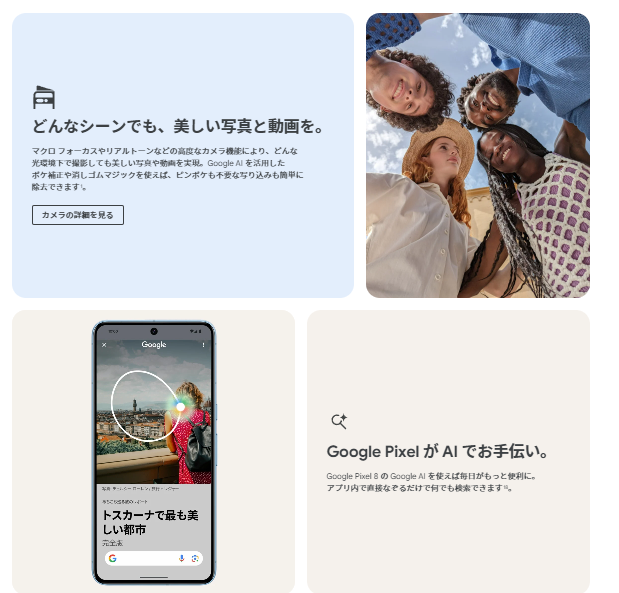 どんなシーンでも、美しい写真と動画を。
マクロ フォーカスやリアルトーンなどの高度なカメラ機能により、どんな
光環境下で撮影しても美しい写真や動画を実現。Google AI を活用した
ボケ補正や消しゴムマジックを使えば、ピンボケも不要な写り込みも簡単に
除去できます。
カメラの詳細を見る
Google
トスカーナで最も美
しい都市
完全版
Google Pixel が AI でお手伝い。
Google Pixel 8 の Google AI を使えば毎日がもっと便利に。
アプリ内で直接なぞるだけで何でも検索できます。